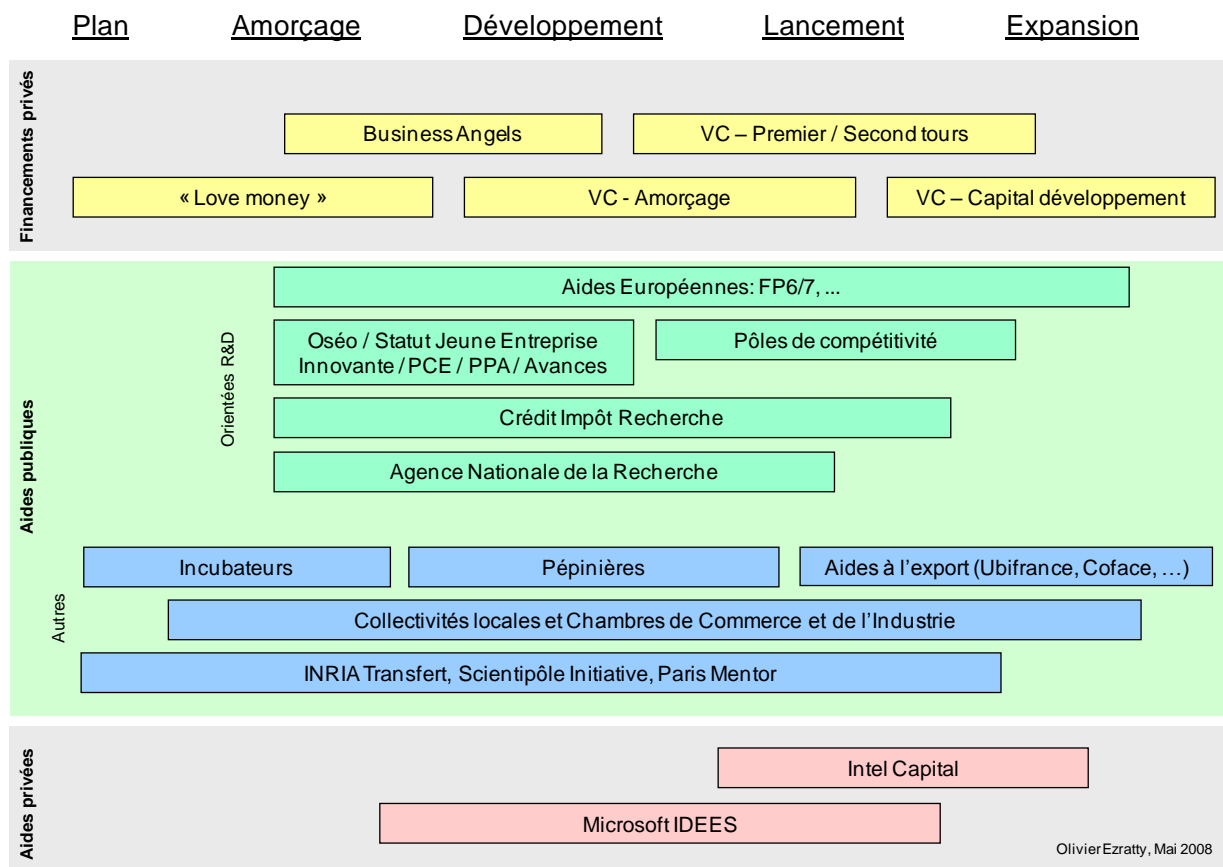 Plan Amorçage Développement Lancement Expansion
Financements privés
Business Angels
VC – Premier / Second tours
« Love money »
VC - Amorçage
VC – Capital développement
Aides publiques
Orientées R&D
Aides Européennes: FP6/7, ...
Oséo / Statut Jeune Entreprise
Innovante / PCE / PPA / Avances
Pôles de compétitivité
Crédit Impôt Recherche
Agence Nationale de la Recherche
Autres
Incubateurs
Pépinières
Aides à l’export (Ubifrance, Coface, …)
Collectivités locales et Chambres de Commerce et de l’Industrie
INRIA Transfert, Scientipôle Initiative, Paris Mentor
Aides privées
Intel Capital
Microsoft IDEES
Olivier Ezratty, Mai 2008